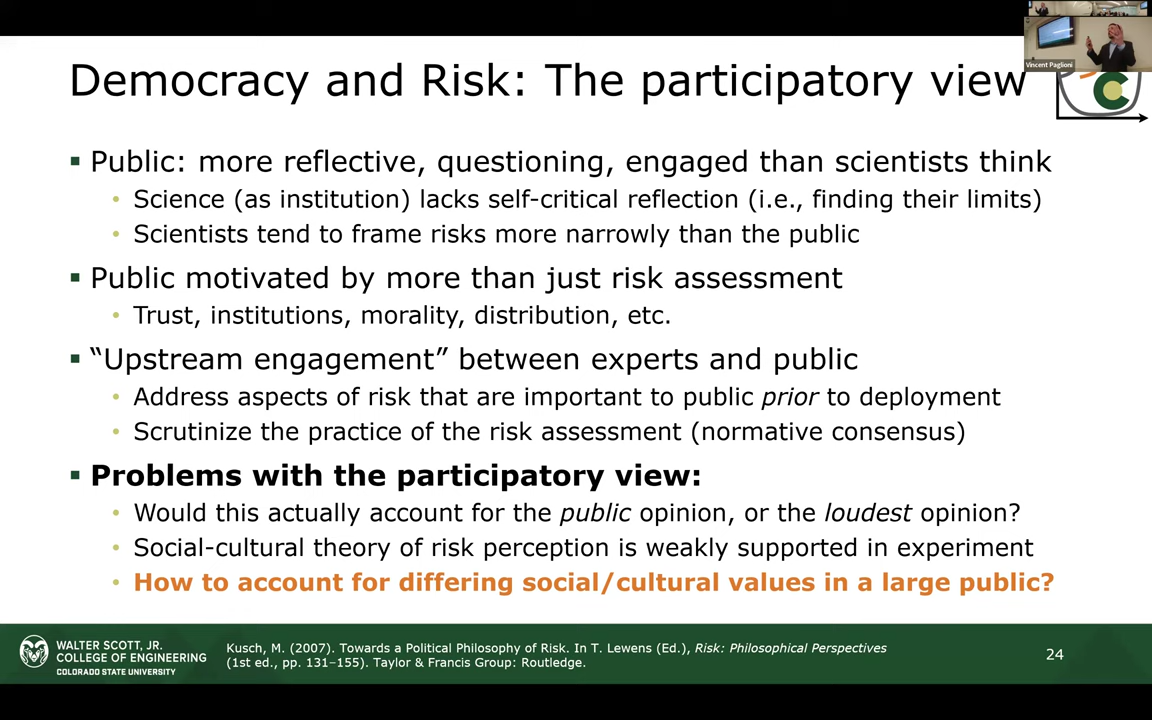 Vincent Paglioni
Democracy and Risk: The participatory view
C
▪ Public: more reflective, questioning, engaged than scientists think
• Science (as institution) lacks self-critical reflection (i.e., finding their limits)
• Scientists tend to frame risks more narrowly than the public
▪ Public motivated by more than just risk assessment
• Trust, institutions, morality, distribution, etc.
▪ “Upstream engagement” between experts and public
• Address aspects of risk that are important to public prior to deployment
• Scrutinize the practice of the risk assessment (normative consensus)
▪ Problems with the participatory view:
• Would this actually account for the public opinion, or the loudest opinion?
• Social-cultural theory of risk perception is weakly supported in experiment
• How to account for differing social/cultural values in a large public?
WALTER SCOTT, JR.
COLLEGE OF ENGINEERING
COLORADO STATE UNIVERSITY
Kusch, M. (2007). Towards a Political Philosophy of Risk. In T. Lewens (Ed.), Risk: Philosophical Perspectives
(1st ed., pp. 131–155). Taylor & Francis Group: Routledge.
24